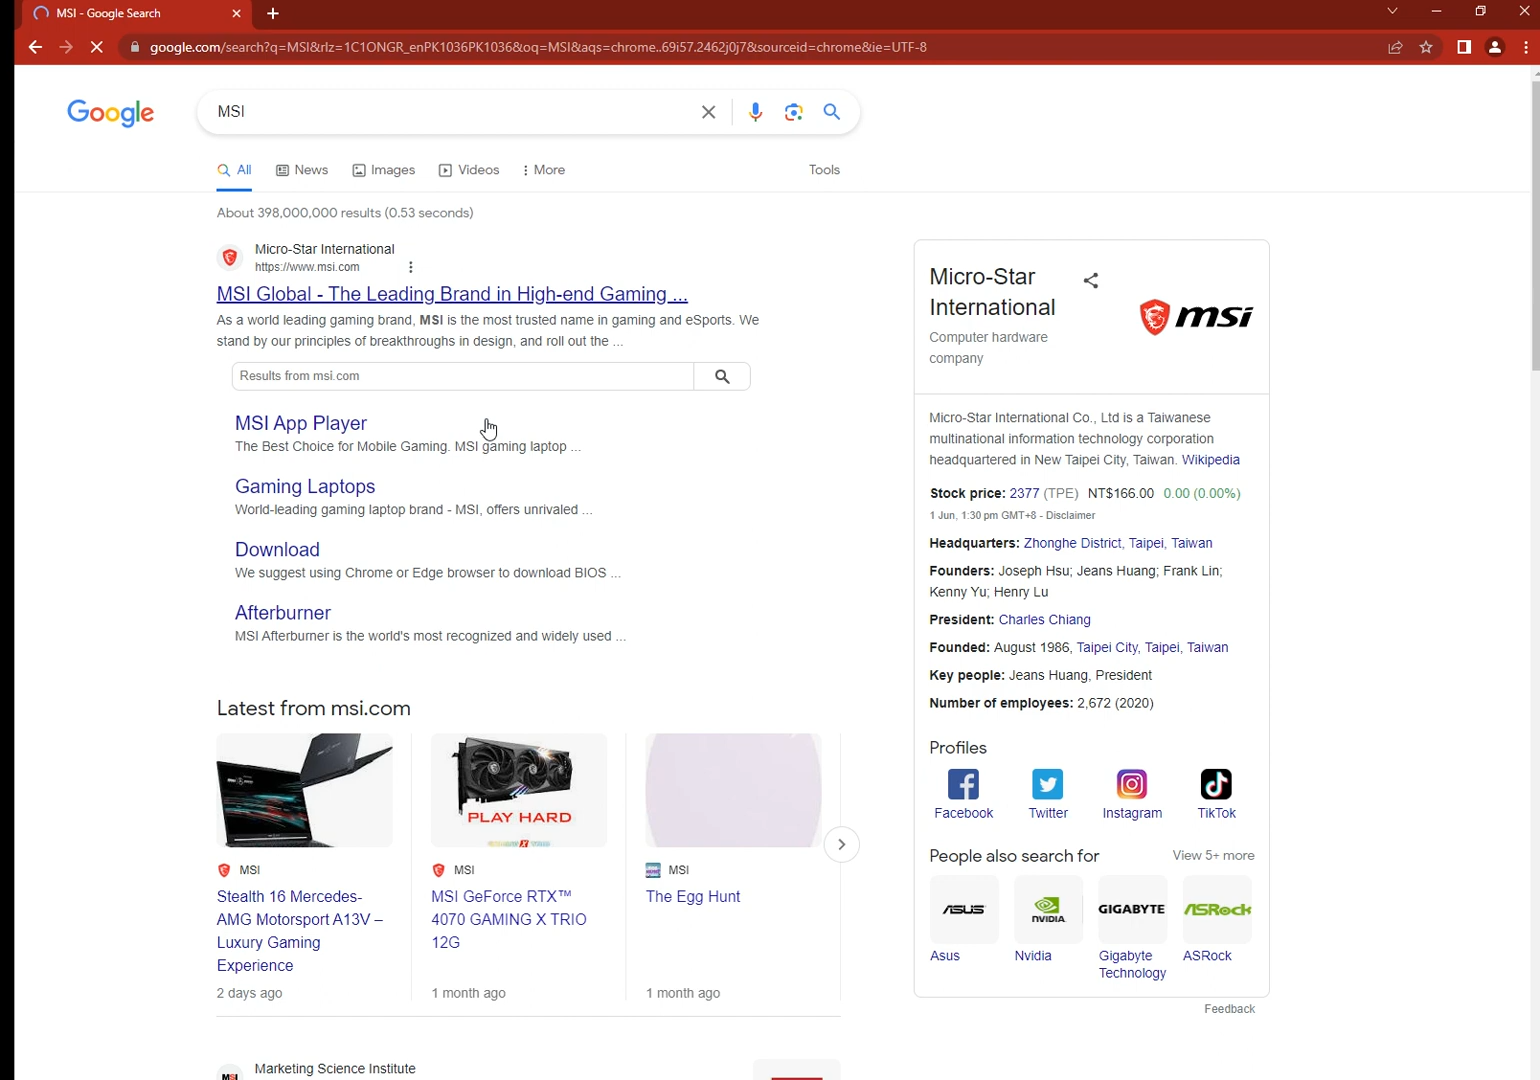 MSI - Google Search
google.com/search?q=MSI&rlz=1C1ONGR_enPK1036PK1036&oq=MSI&aqs=chrome..69i57.2462j0j7&sourceid=chrome&ie=UTF-8
Google
MSI
All
News
Images
Videos
More
Tools
About 398,000,000 results (0.53 seconds)
Micro-Star International
https://www.msi.com
MSI Global - The Leading Brand in High-end Gaming ...
As a world leading gaming brand, MSI is the most trusted name in gaming and eSports. We
stand by our principles of breakthroughs in design, and roll out the ...
Results from msi.com
MSI App Player
The Best Choice for Mobile Gaming. MSI gaming laptop ...
Gaming Laptops
World-leading gaming laptop brand - MSI, offers unrivaled ...
Download
We suggest using Chrome or Edge browser to download BIOS ...
Afterburner
MSI Afterburner is the world's most recognized and widely used ...
Latest from msi.com
MSI
Stealth 16 Mercedes-
AMG Motorsport A13V –
Luxury Gaming
Experience
2 days ago
PLAY HARD
MSI
MSI GeForce RTX™
4070 GAMING X TRIO
12G
1 month ago
MSI
The Egg Hunt
1 month ago
Marketing Science Institute
MSI
Micro-Star
International
Computer hardware
company
msi
Micro-Star International Co., Ltd is a Taiwanese
multinational information technology corporation
headquartered in New Taipei City, Taiwan. Wikipedia
Stock price: 2377 (TPE) NT$166.00 0.00 (0.00%)
1 Jun, 1:30 pm GMT+8 - Disclaimer
Headquarters: Zhonghe District, Taipei, Taiwan
Founders: Joseph Hsu; Jeans Huang; Frank Lin;
Kenny Yu; Henry Lu
President: Charles Chiang
Founded: August 1986, Taipei City, Taipei, Taiwan
Key people: Jeans Huang, President
Number of employees: 2,672 (2020)
Profiles
Facebook
Twitter
Instagram
TikTok
People also search for
View 5+ more
ASUS
NVIDIA.
GIGABYTE
ASRock
Asus
Nvidia
Gigabyte
Technology
ASRock
Feedback